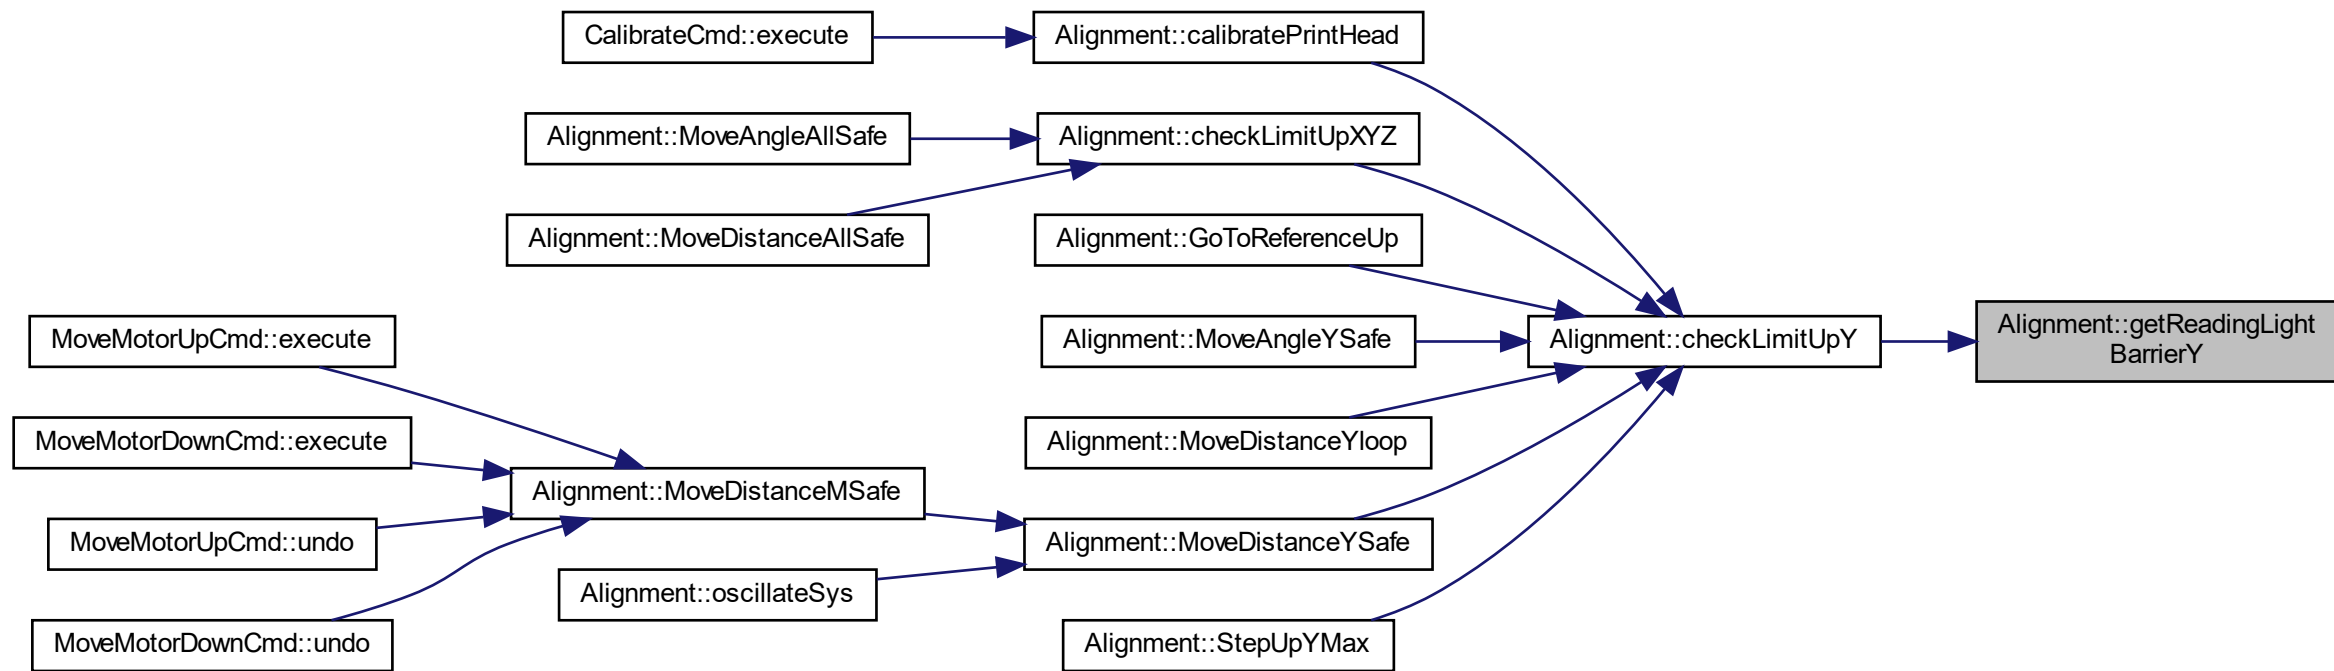 CalibrateCmd::execute
Alignment::calibratePrintHead
Alignment::MoveAngleAllSafe
Alignment::checkLimitUpXYZ
Alignment::MoveDistanceAllSafe
Alignment::GoToReferenceUp
MoveMotorUpCmd::execute
Alignment::MoveAngleYSafe
Alignment::checkLimitUpY
Alignment::getReadingLight
BarrierY
MoveMotorDownCmd::execute
Alignment::MoveDistanceYloop
Alignment::MoveDistanceMSafe
MoveMotorUpCmd::undo
Alignment::MoveDistanceYSafe
Alignment::oscillateSys
MoveMotorDownCmd::undo
Alignment::StepUpYMax